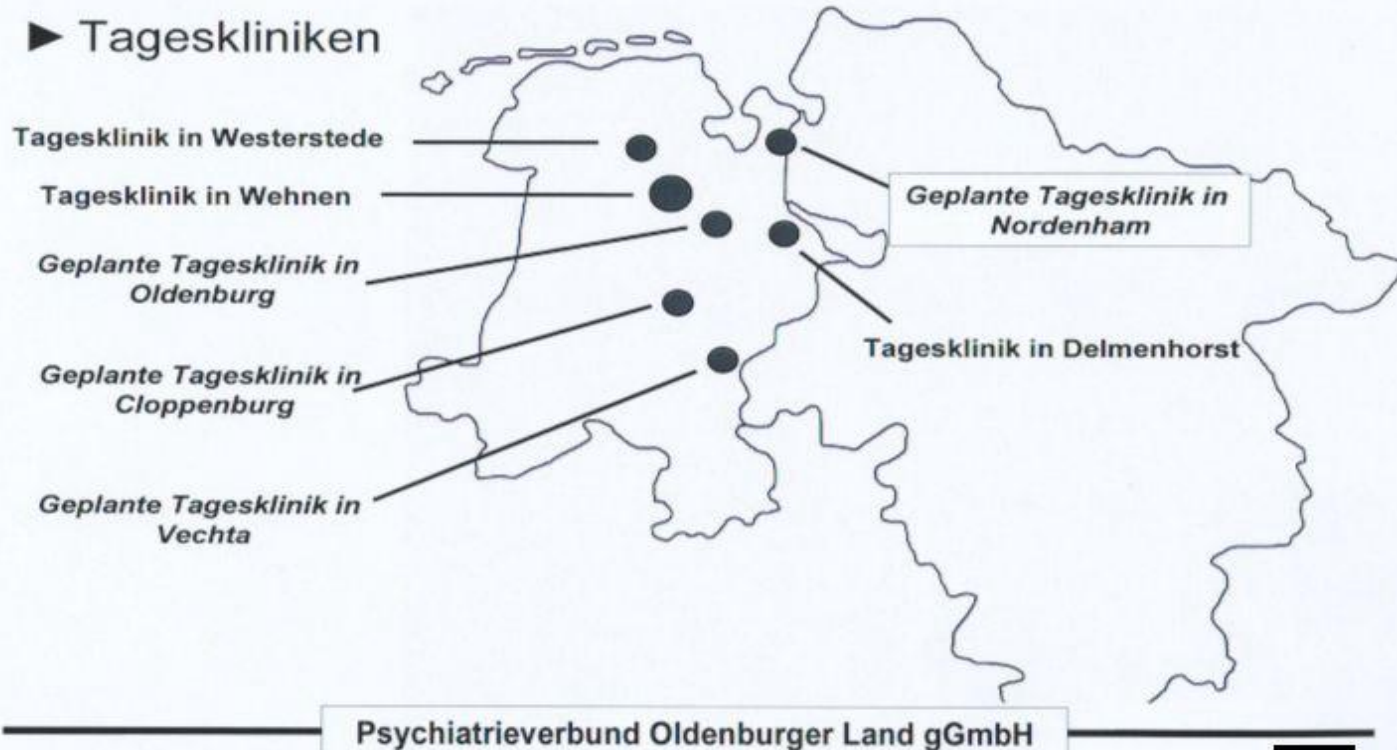 ► Tageskliniken
Tagesklinik in Westerstede
Tagesklinik in Wehnen
Geplante Tagesklinik in
Oldenburg
Geplante Tagesklinik in
Cloppenburg
Geplante Tagesklinik in
Vechta
Geplante Tagesklinik in
Nordenham
Tagesklinik in Delmenhorst
Psychiatrieverbund Oldenburger Land gGmbH